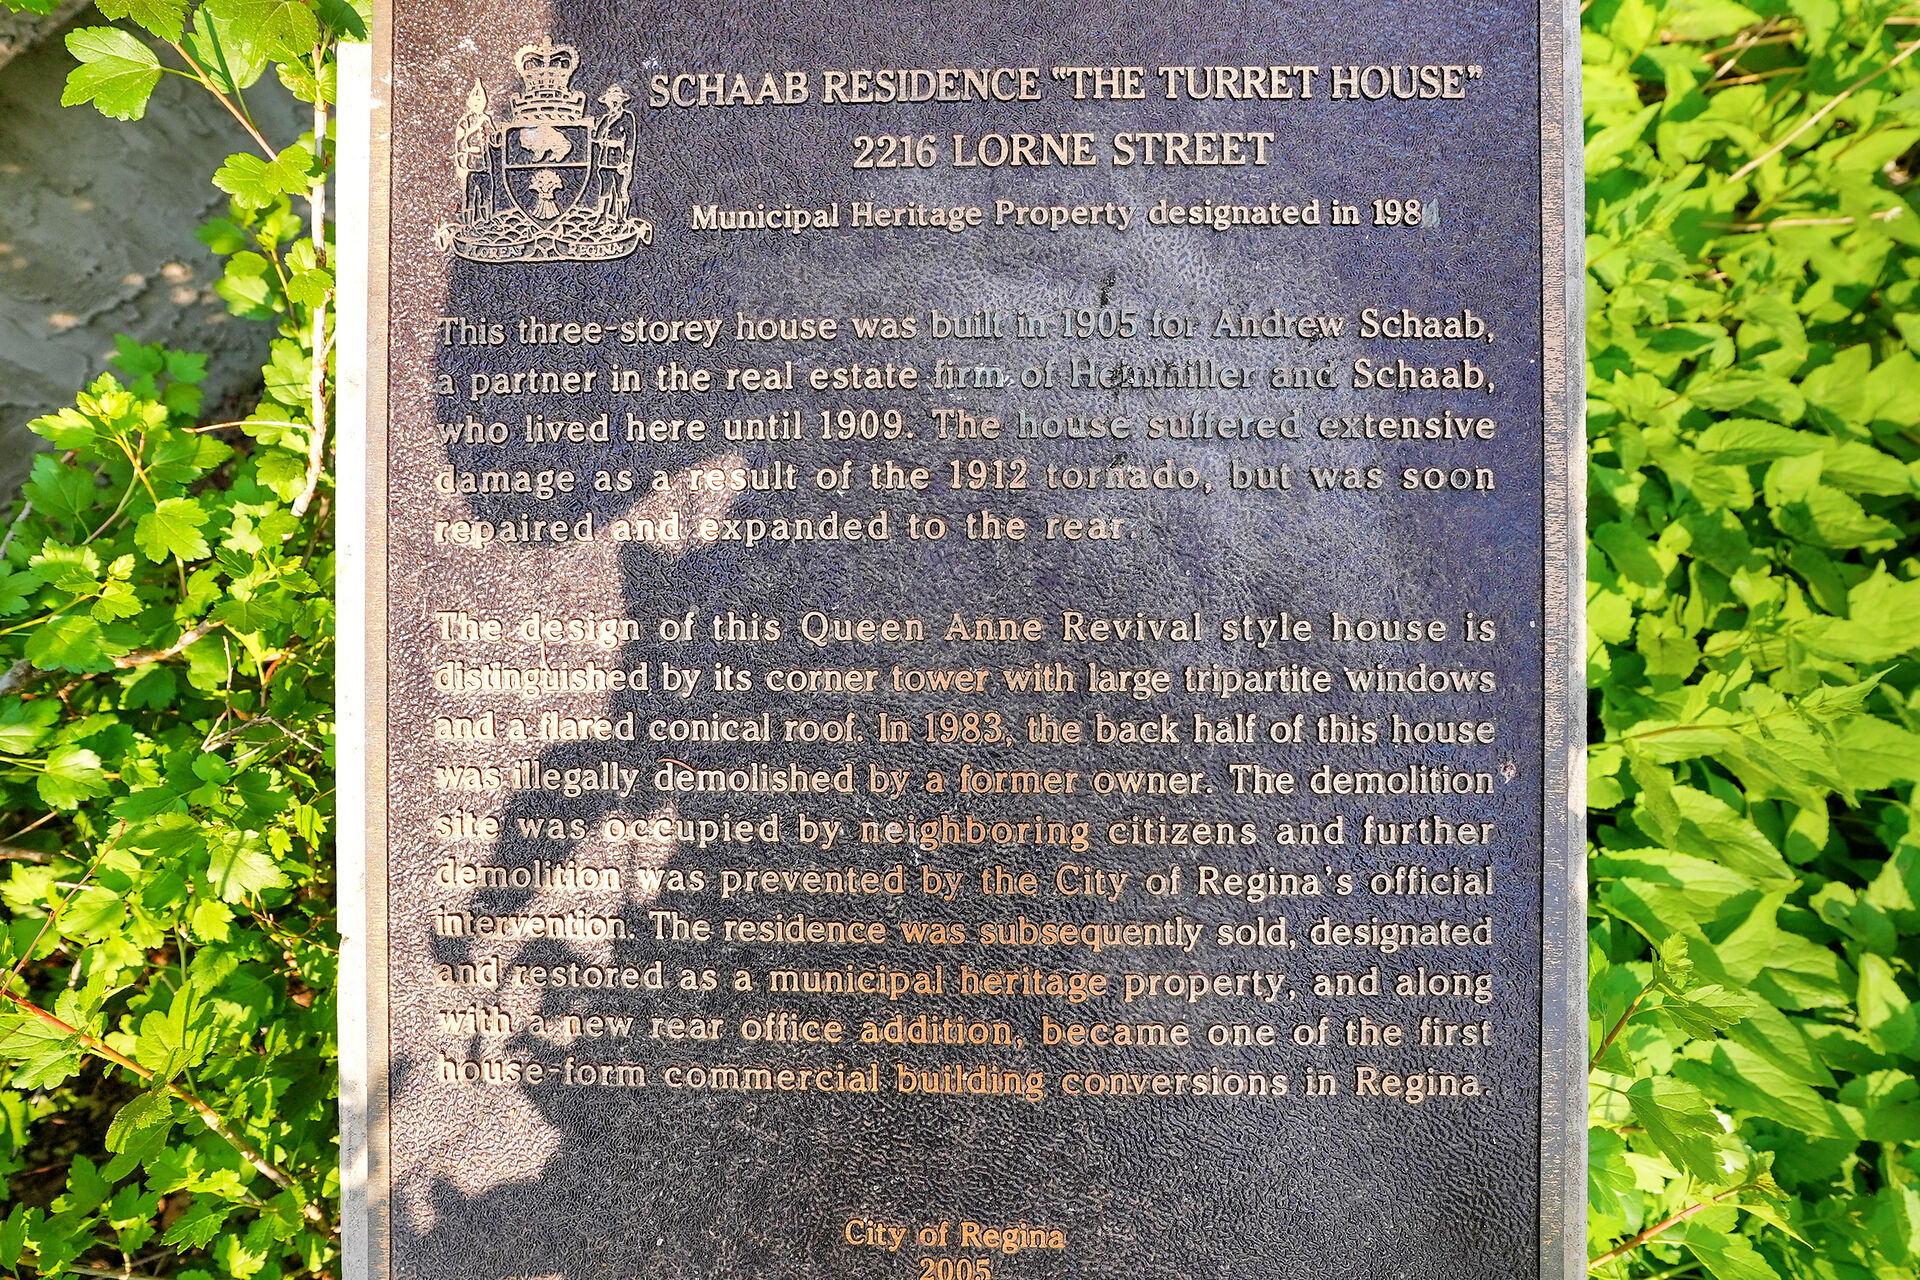 SCHAAB RESIDENCE "THE TURRET HOUSE"
2216 LORNE STREET
Municipal Heritage Property designated in
FLOREAT REGINA
This three-storey house was built in 1905 for Andrew Schaab,
a partner in the real estate firm of and Schaab,
who lived here until 1909. The house suffered extensive
damage as a result of the 1912 tornado, but was soon
repaired and expanded to the rear.
The design of this Queen Anne Revival style house is
distinguished by its corner tower with large tripartite windows
and a flared conical roof. In 1983, the back half of this house
was illegally demolished by a former owner. The demolition
site was occupied by neighboring citizens and further
demolition was prevented by the City of Regina's official
intervention. The residence was subsequently sold, designated
and restored as a municipal heritage property, and along
with a new rear office addition, became one of the first
house-form commercial building conversions in Regina.
City of Regina
2005